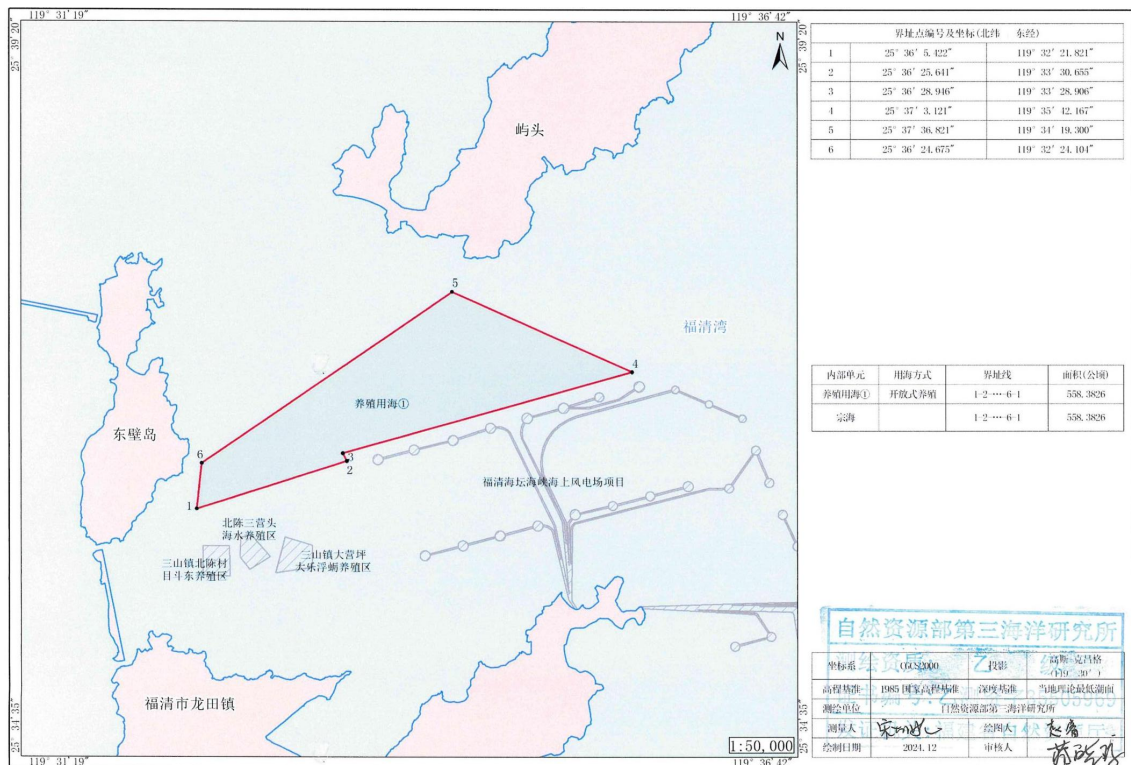 119° 31′ 19″
119° 36′ 42″
25° 39′ 20″
25° 39′ 20″
N
屿头
福清湾
东壁岛
养殖用海①
1
2
3
4
5
6
福清海坛海峡海上风电场项目
北陈三营头
海水养殖区
三山镇北陈村
目斗东养殖区
三山镇大营坪
大乐浮蛎养殖区
福清市龙田镇
1:50,000
25° 34′ 35″
25° 34′ 35″
119° 31′ 19″
119° 36′ 42″
界址点编号及坐标(北纬 东经)
1 25° 36′ 5.422″ 119° 32′ 21.821″
2 25° 36′ 25.641″ 119° 33′ 30.655″
3 25° 36′ 28.946″ 119° 33′ 28.906″
4 25° 37′ 3.121″ 119° 35′ 42.167″
5 25° 37′ 36.821″ 119° 34′ 19.300″
6 25° 36′ 24.675″ 119° 32′ 24.104″
内部单元 用海方式 界址线 面积(公顷)
养殖用海① 开放式养殖 1-2-…-6-1 558.3826
宗海 1-2-…-6-1 558.3826
自然资源部第三海洋研究所
坐标系 CGCS2000 投影 高斯-克吕格
(119° 30′)
高程基准 1985国家高程基准 深度基准 当地理论最低潮面
测绘单位 自然资源部第三海洋研究所
测量人 绘图人
绘制日期 2024.12 审核人